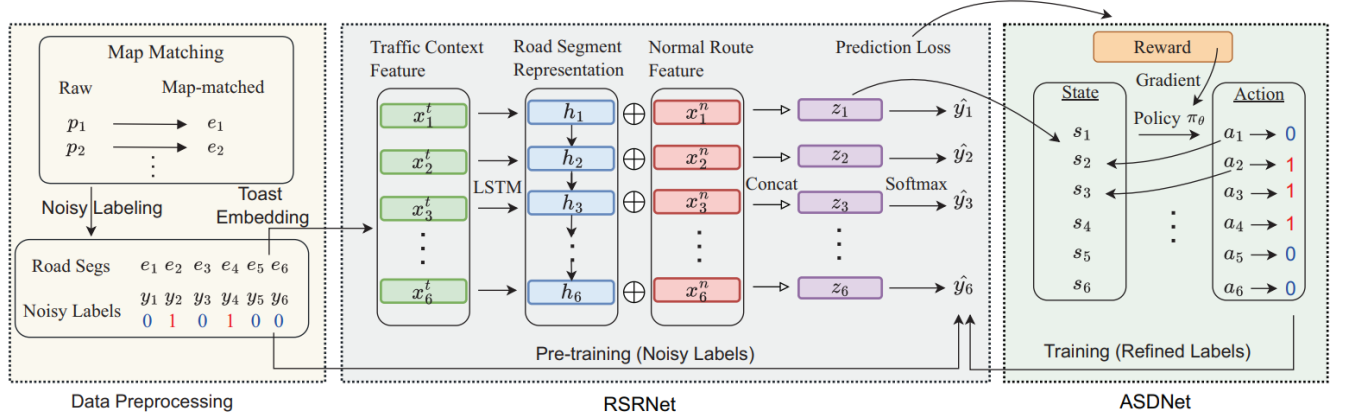 Map Matching
Raw Map-matched
p₁ e₁
p₂ e₂
⋮
Noisy Labeling
Toast
Embedding
Road Segs e₁ e₂ e₃ e₄ e₅ e₆
Noisy Labels y₁ y₂ y₃ y₄ y₅ y₆
0 1 0 1 0 0
Data Preprocessing
Traffic Context
Feature
Road Segment
Representation
Normal Route
Feature
Prediction Loss
x₁ᵗ h₁ ⊕ x₁ⁿ z₁ ŷ₁
x₂ᵗ h₂ ⊕ x₂ⁿ z₂ ŷ₂
LSTM Concat Softmax
x₃ᵗ h₃ ⊕ x₃ⁿ z₃ ŷ₃
⋮ ⋮ ⋮ ⋮
x₆ᵗ h₆ ⊕ x₆ⁿ z₆ ŷ₆
Pre-training (Noisy Labels)
RSRNet
Reward
Gradient
State Policy π_θ Action
s₁ a₁ 0
s₂ a₂ 1
s₃ a₃ 1
s₄ ⋮ a₄ 1
s₅ a₅ 0
s₆ a₆ 0
Training (Refined Labels)
ASDNet